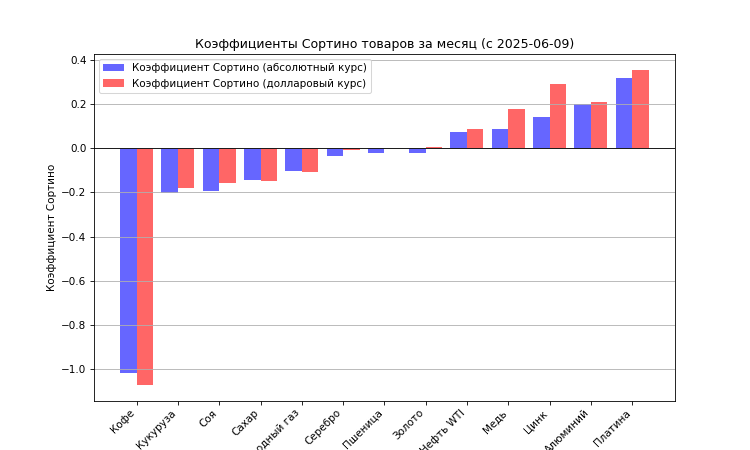 Коэффициенты Сортино товаров за месяц (с 2025-06-09)
Коэффициент Сортино (абсолютный курс)
Коэффициент Сортино (долларовый курс)
Коэффициент Сортино
0.4
0.2
0.0
−0.2
−0.4
−0.6
−0.8
−1.0
Кофе
Кукуруза
Соя
Сахар
газ
Серебро
Пшеница
Золото
Нефть WTI
Медь
Цинк
Алюминий
Платина